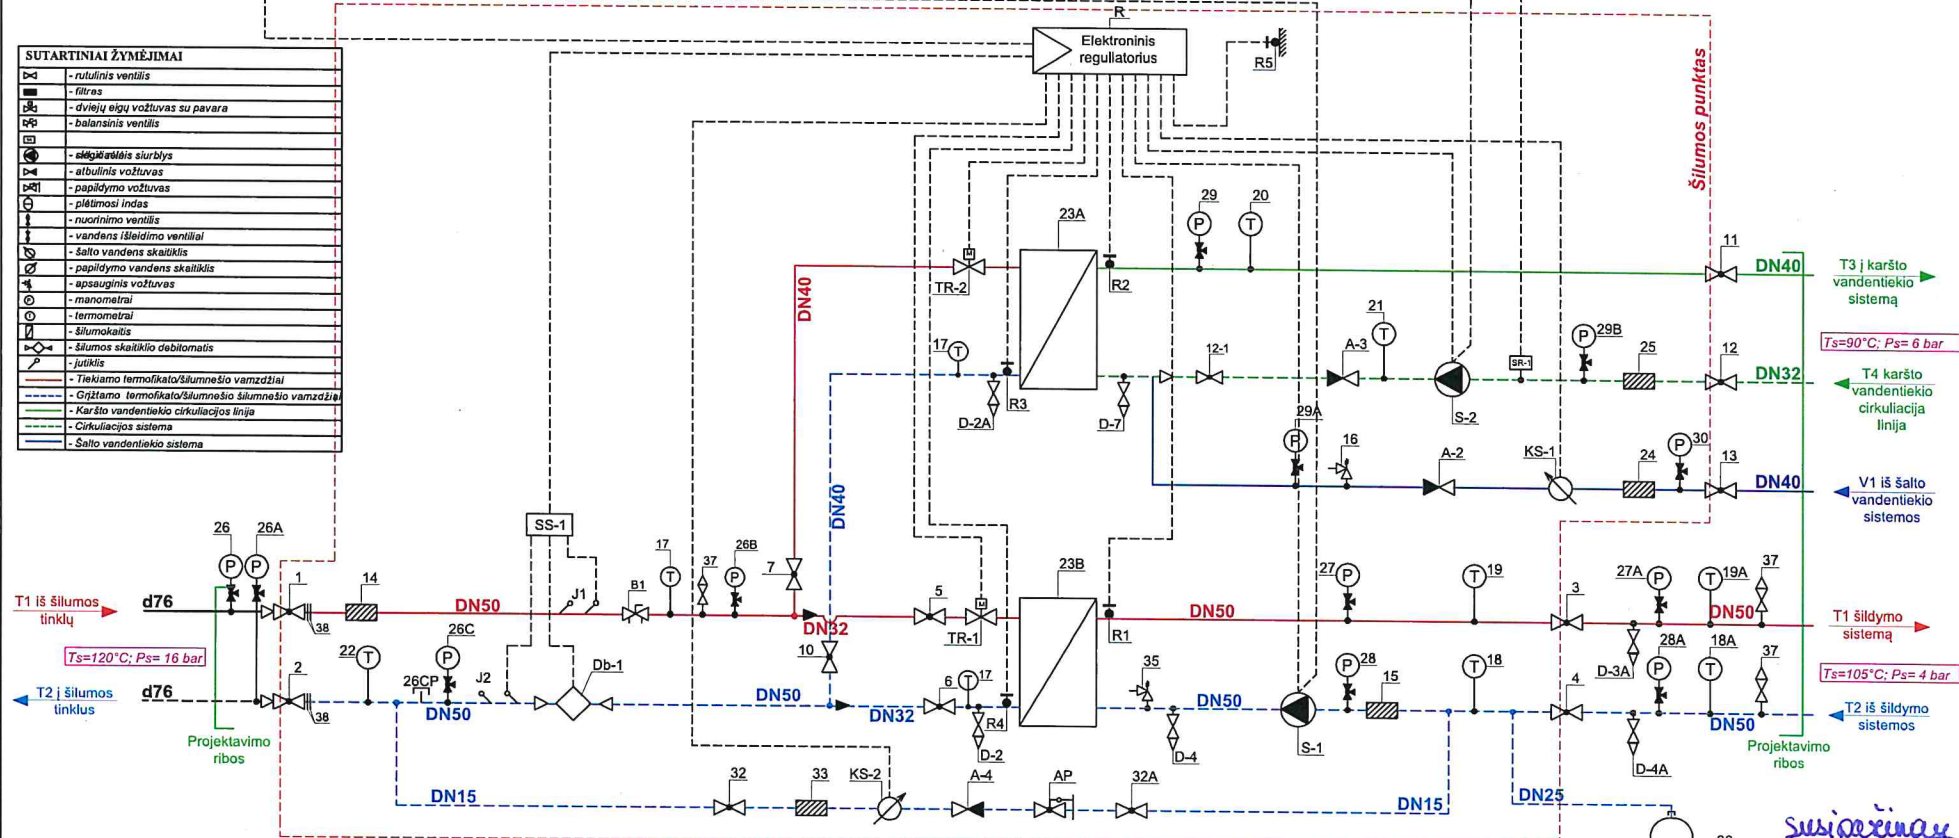 R
Elektroninis
reguliatorius
R5
Šilumos punktas
SUTARTINIAI ŽYMĖJIMAI
- rutulinis ventilis
- filtras
- dviejų eigų vožtuvas su pavara
- balansinis ventilis
siurblys
- atbulinis vožtuvas
- papildymo vožtuvas
- plėtimosi indas
- nuorinimo ventilis
- vandens išleidimo ventiliai
- šalto vandens skaitiklis
- papildymo vandens skaitiklis
- apsauginis vožtuvas
P - manometrai
T - termometrai
- šilumokaitis
- šilumos skaitiklio debitomatis
- jutiklis
- Tiekiamo termofikato/šilumnešio vamzdžiai
- Grįžtamo termofikato/šilumnešio šilumnešio vamzdžiai
- Karšto vandentiekio cirkuliacijos linija
- Cirkuliacijos sistema
- Šalto vandentiekio sistema
23A
29
20
P
T
11
M
TR-2
R2
DN40
DN40
T3 į karšto
vandentiekio
sistemą
17
T
R3
D-2A
D-7
12-1
A-3
21
T
S-2
SR-1
29B
P
25
12
DN32
Ts=90°C; Ps= 6 bar
T4 karšto
vandentiekio
cirkuliacija
linija
DN40
29A
P
16
A-2
KS-1
24
30
P
13
DN40
V1 iš šalto
vandentiekio
sistemos
SS-1
26
26A
P
P
1
14
DN50
J1
B1
17
T
37
26B
P
7
DN32
5
M
TR-1
23B
R1
DN50
27
P
19
T
3
27A
P
19A
T
37
DN50
T1 iš šilumos
tinklų
d76
38
T1 šildymo
sistemą
Ts=120°C; Ps= 16 bar
Ts=105°C; Ps= 4 bar
T2 į šilumos
tinklus
d76
2
38
22
T
26CP
26C
P
DN50
J2
Db-1
DN50
10
DN32
6
17
T
R4
D-2
35
D-4
DN50
S-1
28
P
15
18
T
4
D-3A
28A
P
18A
T
37
DN50
D-4A
T2 iš šildymo
sistemos
Projektavimo
ribos
Projektavimo
ribos
DN15
32
33
KS-2
A-4
AP
32A
DN15
DN25
susipažinau